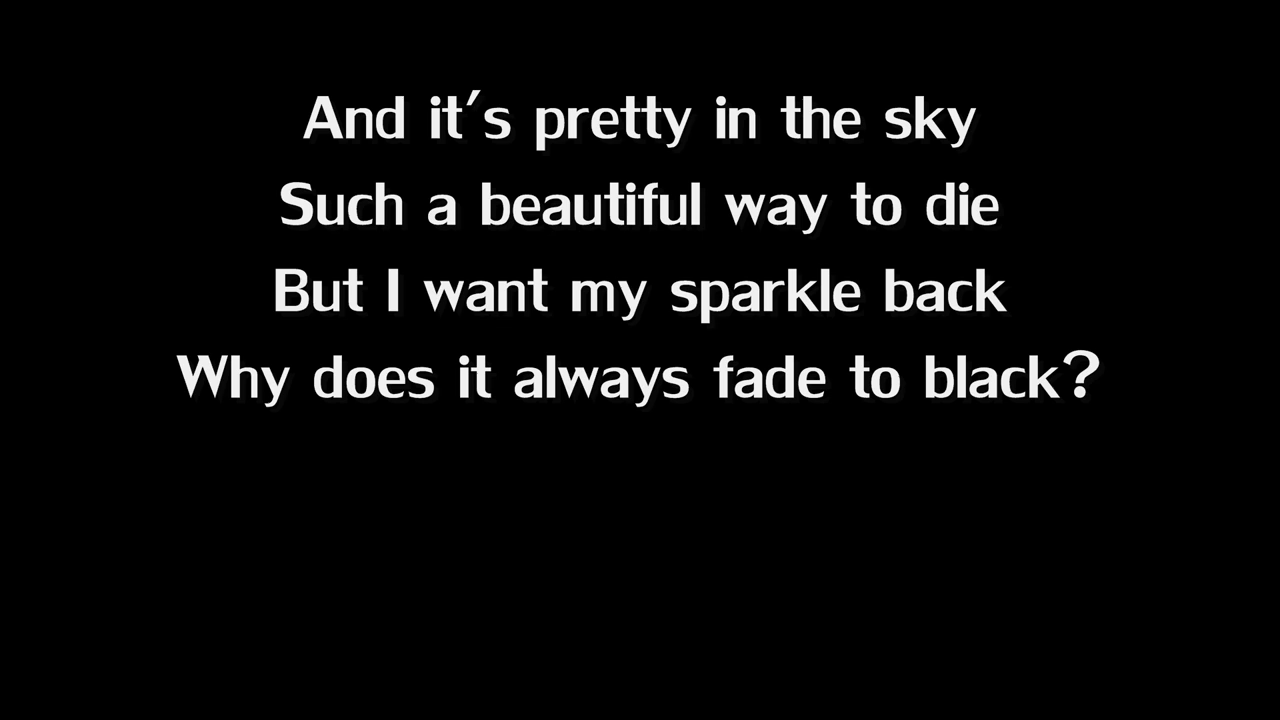 And it's pretty in the sky
Such a beautiful way to die
But I want my sparkle back
Why does it always fade to black?